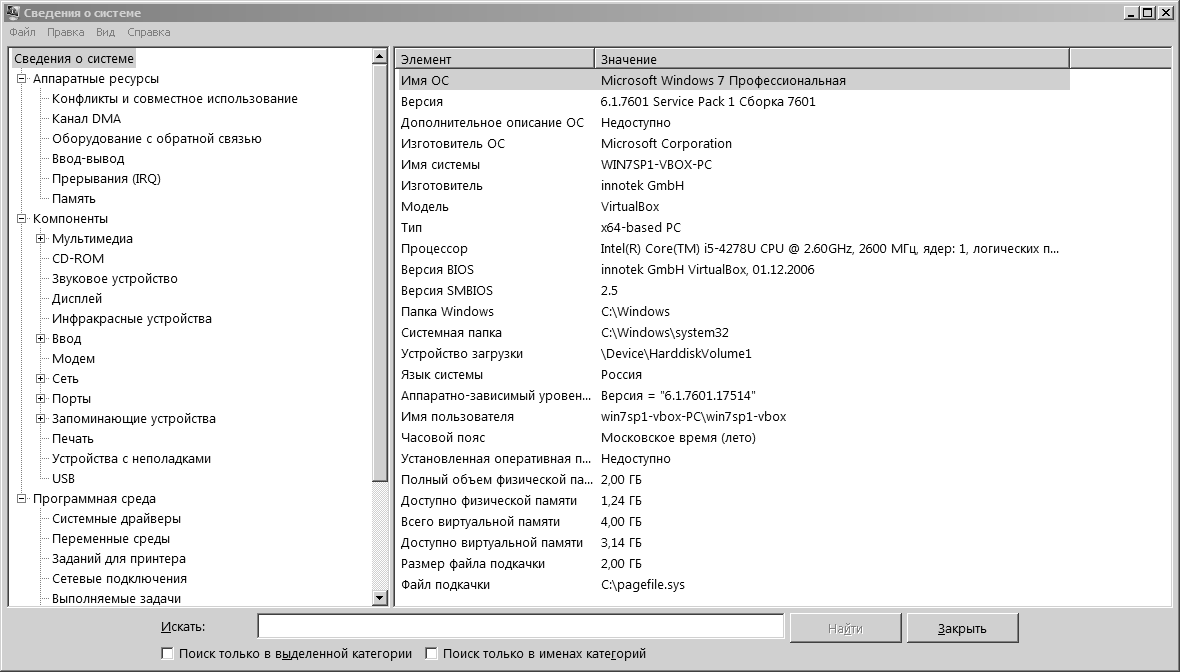 Сведения о системе
Файл Правка Вид Справка
Сведения о системе
Аппаратные ресурсы
Конфликты и совместное использование
Канал DMA
Оборудование с обратной связью
Ввод-вывод
Прерывания (IRQ)
Память
Компоненты
Мультимедиа
CD-ROM
Звуковое устройство
Дисплей
Инфракрасные устройства
Ввод
Модем
Сеть
Порты
Запоминающие устройства
Печать
Устройства с неполадками
USB
Программная среда
Системные драйверы
Переменные среды
Заданий для принтера
Сетевые подключения
Выполняемые задачи
Элемент Значение
Имя ОС Microsoft Windows 7 Профессиональная
Версия 6.1.7601 Service Pack 1 Сборка 7601
Дополнительное описание ОС Недоступно
Изготовитель ОС Microsoft Corporation
Имя системы WIN7SP1-VBOX-PC
Изготовитель innotek GmbH
Модель VirtualBox
Тип x64-based PC
Процессор Intel(R) Core(TM) i5-4278U CPU @ 2.60GHz, 2600 МГц, ядер: 1, логических п...
Версия BIOS innotek GmbH VirtualBox, 01.12.2006
Версия SMBIOS 2.5
Папка Windows C:\Windows
Системная папка C:\Windows\system32
Устройство загрузки \Device\HarddiskVolume1
Язык системы Россия
Аппаратно-зависимый уровен... Версия = "6.1.7601.17514"
Имя пользователя win7sp1-vbox-PC\win7sp1-vbox
Часовой пояс Московское время (лето)
Установленная оперативная п... Недоступно
Полный объем физической па... 2,00 ГБ
Доступно физической памяти 1,24 ГБ
Всего виртуальной памяти 4,00 ГБ
Доступно виртуальной памяти 3,14 ГБ
Размер файла подкачки 2,00 ГБ
Файл подкачки C:\pagefile.sys
Искать: Найти Закрыть
Поиск только в выделенной категории Поиск только в именах категорий